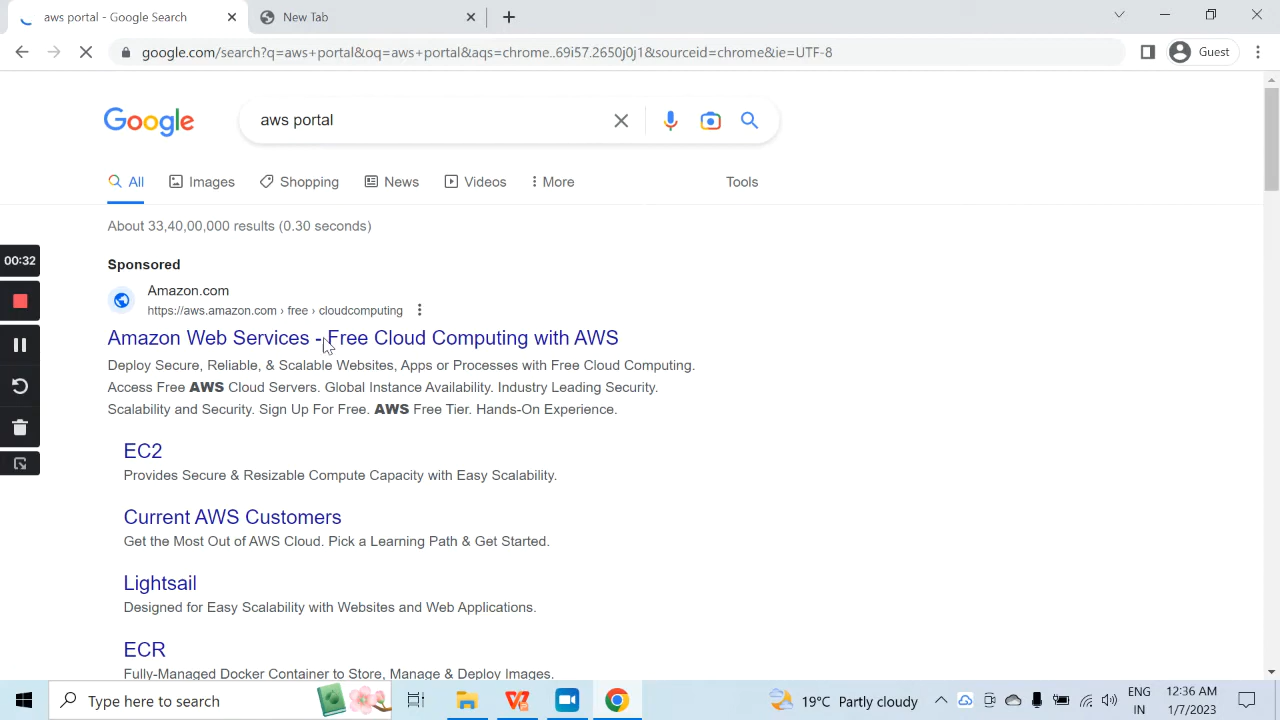 aws portal - Google Search
New Tab
google.com/search?q=aws+portal&oq=aws+portal&aqs=chrome..69i57.2650j0j1&sourceid=chrome&ie=UTF-8
Guest
Google
aws portal
All
Images
Shopping
News
Videos
More
Tools
About 33,40,00,000 results (0.30 seconds)
00:32
Sponsored
Amazon.com
https://aws.amazon.com › free › cloudcomputing
Amazon Web Services - Free Cloud Computing with AWS
Deploy Secure, Reliable, & Scalable Websites, Apps or Processes with Free Cloud Computing.
Access Free AWS Cloud Servers. Global Instance Availability. Industry Leading Security.
Scalability and Security. Sign Up For Free. AWS Free Tier. Hands-On Experience.
EC2
Provides Secure & Resizable Compute Capacity with Easy Scalability.
Current AWS Customers
Get the Most Out of AWS Cloud. Pick a Learning Path & Get Started.
Lightsail
Designed for Easy Scalability with Websites and Web Applications.
ECR
Fully-Managed Docker Container to Store, Manage & Deploy Images.
Type here to search
19°C Partly cloudy
ENG
IN
12:36 AM
1/7/2023